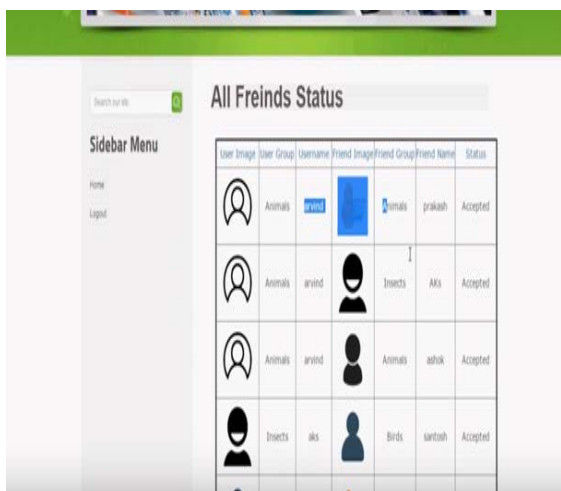 Search our site
All Freinds Status
Sidebar Menu
Home
Logout
User Image User Group Username Friend Image Friend Group Friend Name Status
Animals arvind Animals prakash Accepted
Animals arvind Insects AKs Accepted
Animals arvind Animals ashok Accepted
Insects aks Birds santosh Accepted